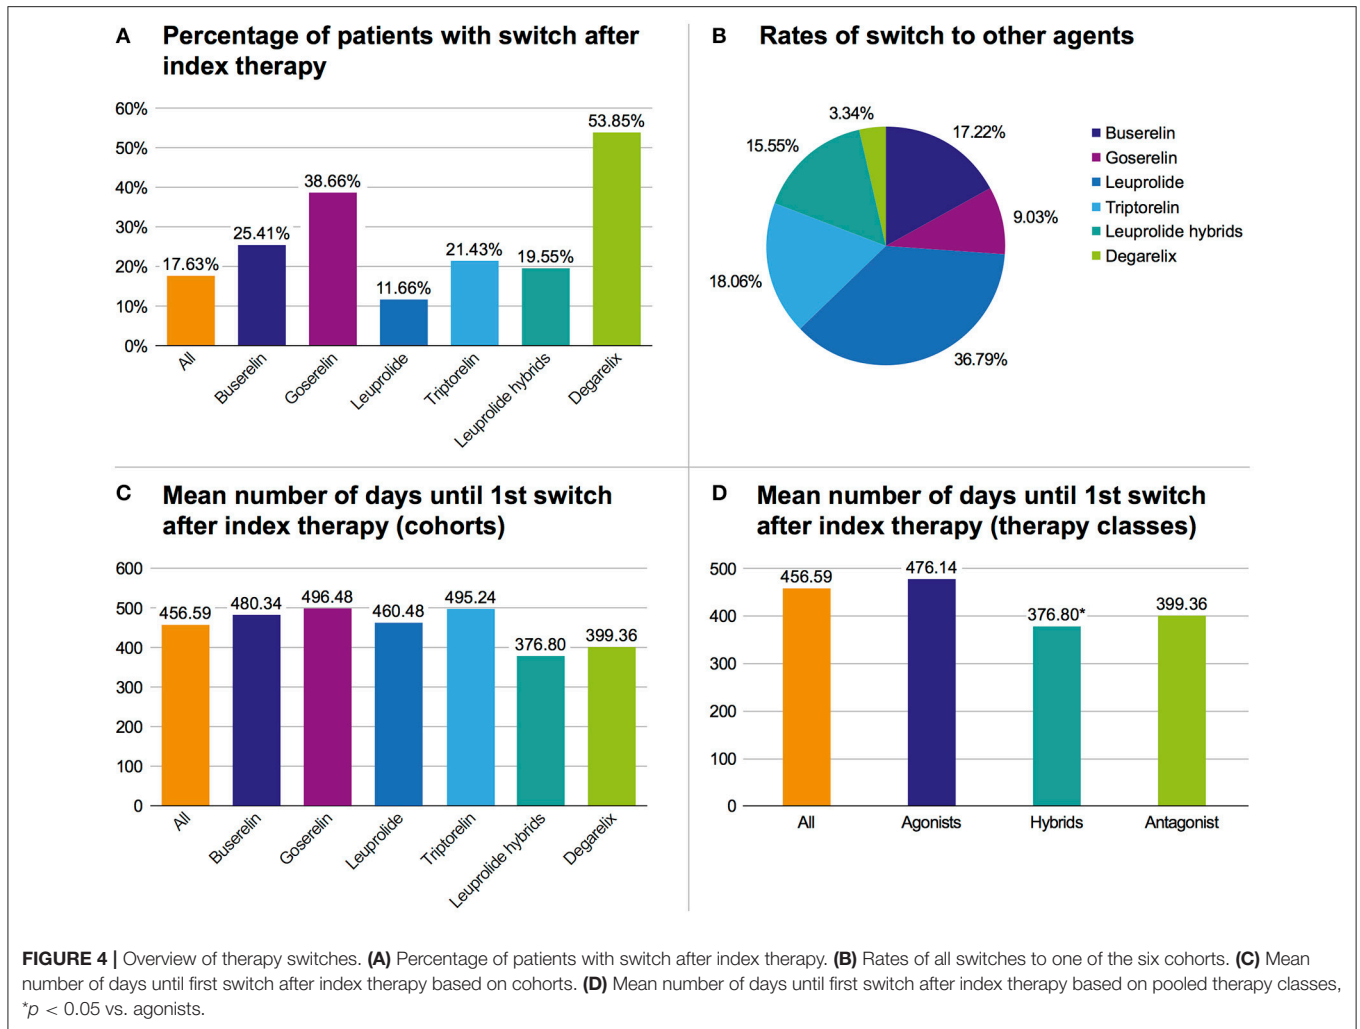 A Percentage of patients with switch after
index therapy
60%
50%
40%
30%
20%
10%
0%
17.63%
25.41%
38.66%
11.66%
21.43%
19.55%
53.85%
All
Buserelin
Goserelin
Leuprolide
Triptorelin
Leuprolide hybrids
Degarelix
B Rates of switch to other agents
3.34%
17.22%
15.55%
9.03%
18.06%
36.79%
Buserelin
Goserelin
Leuprolide
Triptorelin
Leuprolide hybrids
Degarelix
C Mean number of days until 1st switch
after index therapy (cohorts)
600
500
400
300
200
100
0
456.59
480.34
496.48
460.48
495.24
376.80
399.36
All
Buserelin
Goserelin
Leuprolide
Triptorelin
Leuprolide hybrids
Degarelix
D Mean number of days until 1st switch
after index therapy (therapy classes)
500
400
300
200
100
0
456.59
476.14
376.80*
399.36
All
Agonists
Hybrids
Antagonist
FIGURE 4 | Overview of therapy switches. (A) Percentage of patients with switch after index therapy. (B) Rates of all switches to one of the six cohorts. (C) Mean
number of days until first switch after index therapy based on cohorts. (D) Mean number of days until first switch after index therapy based on pooled therapy classes,
*p < 0.05 vs. agonists.